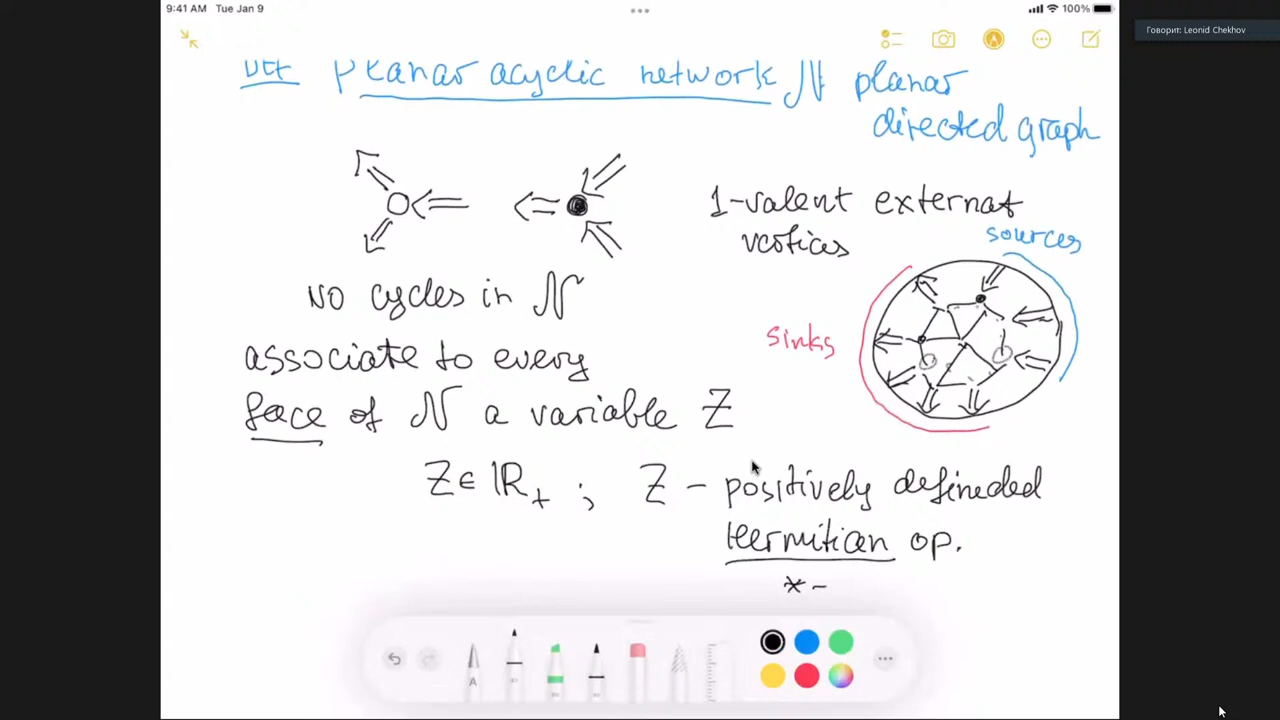 9:41 AM Tue Jan 9
100%
Говорит: Leonid Chekhov
Def planar acyclic network N planar
directed graph
1-valent external
vertices
sources
No cycles in N
sinks
associate to every
face of N a variable Z
Z ∈ ℝ₊ ; Z - positively defineded
Hermitian op.
* -
A